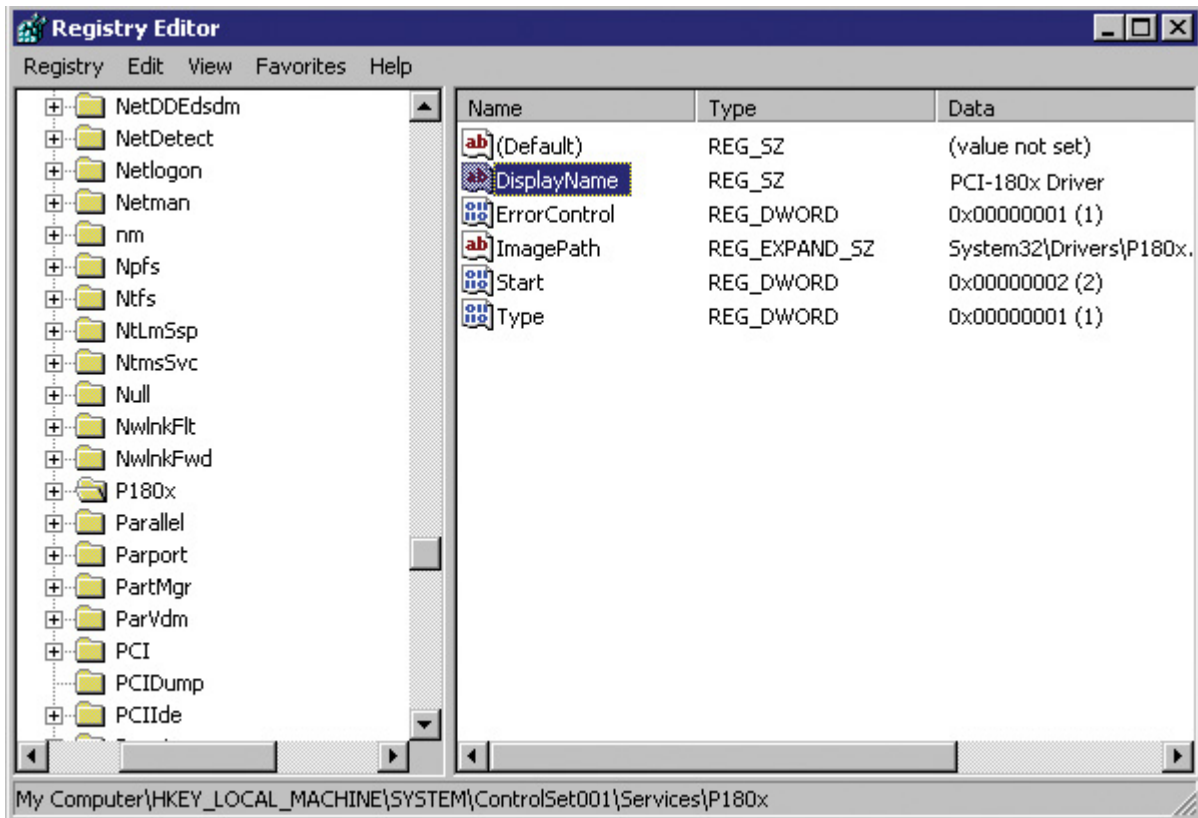 Registry Editor
Registry Edit View Favorites Help
NetDDEdsdm
NetDetect
Netlogon
Netman
nm
Npfs
Ntfs
NtLmSsp
NtmsSvc
Null
NwlnkFlt
NwlnkFwd
P180x
Parallel
Parport
PartMgr
ParVdm
PCI
PCIDump
PCIIde
Name Type Data
(Default) REG_SZ (value not set)
DisplayName REG_SZ PCI-180x Driver
ErrorControl REG_DWORD 0x00000001 (1)
ImagePath REG_EXPAND_SZ System32\Drivers\P180x.
Start REG_DWORD 0x00000002 (2)
Type REG_DWORD 0x00000001 (1)
My Computer\HKEY_LOCAL_MACHINE\SYSTEM\ControlSet001\Services\P180x